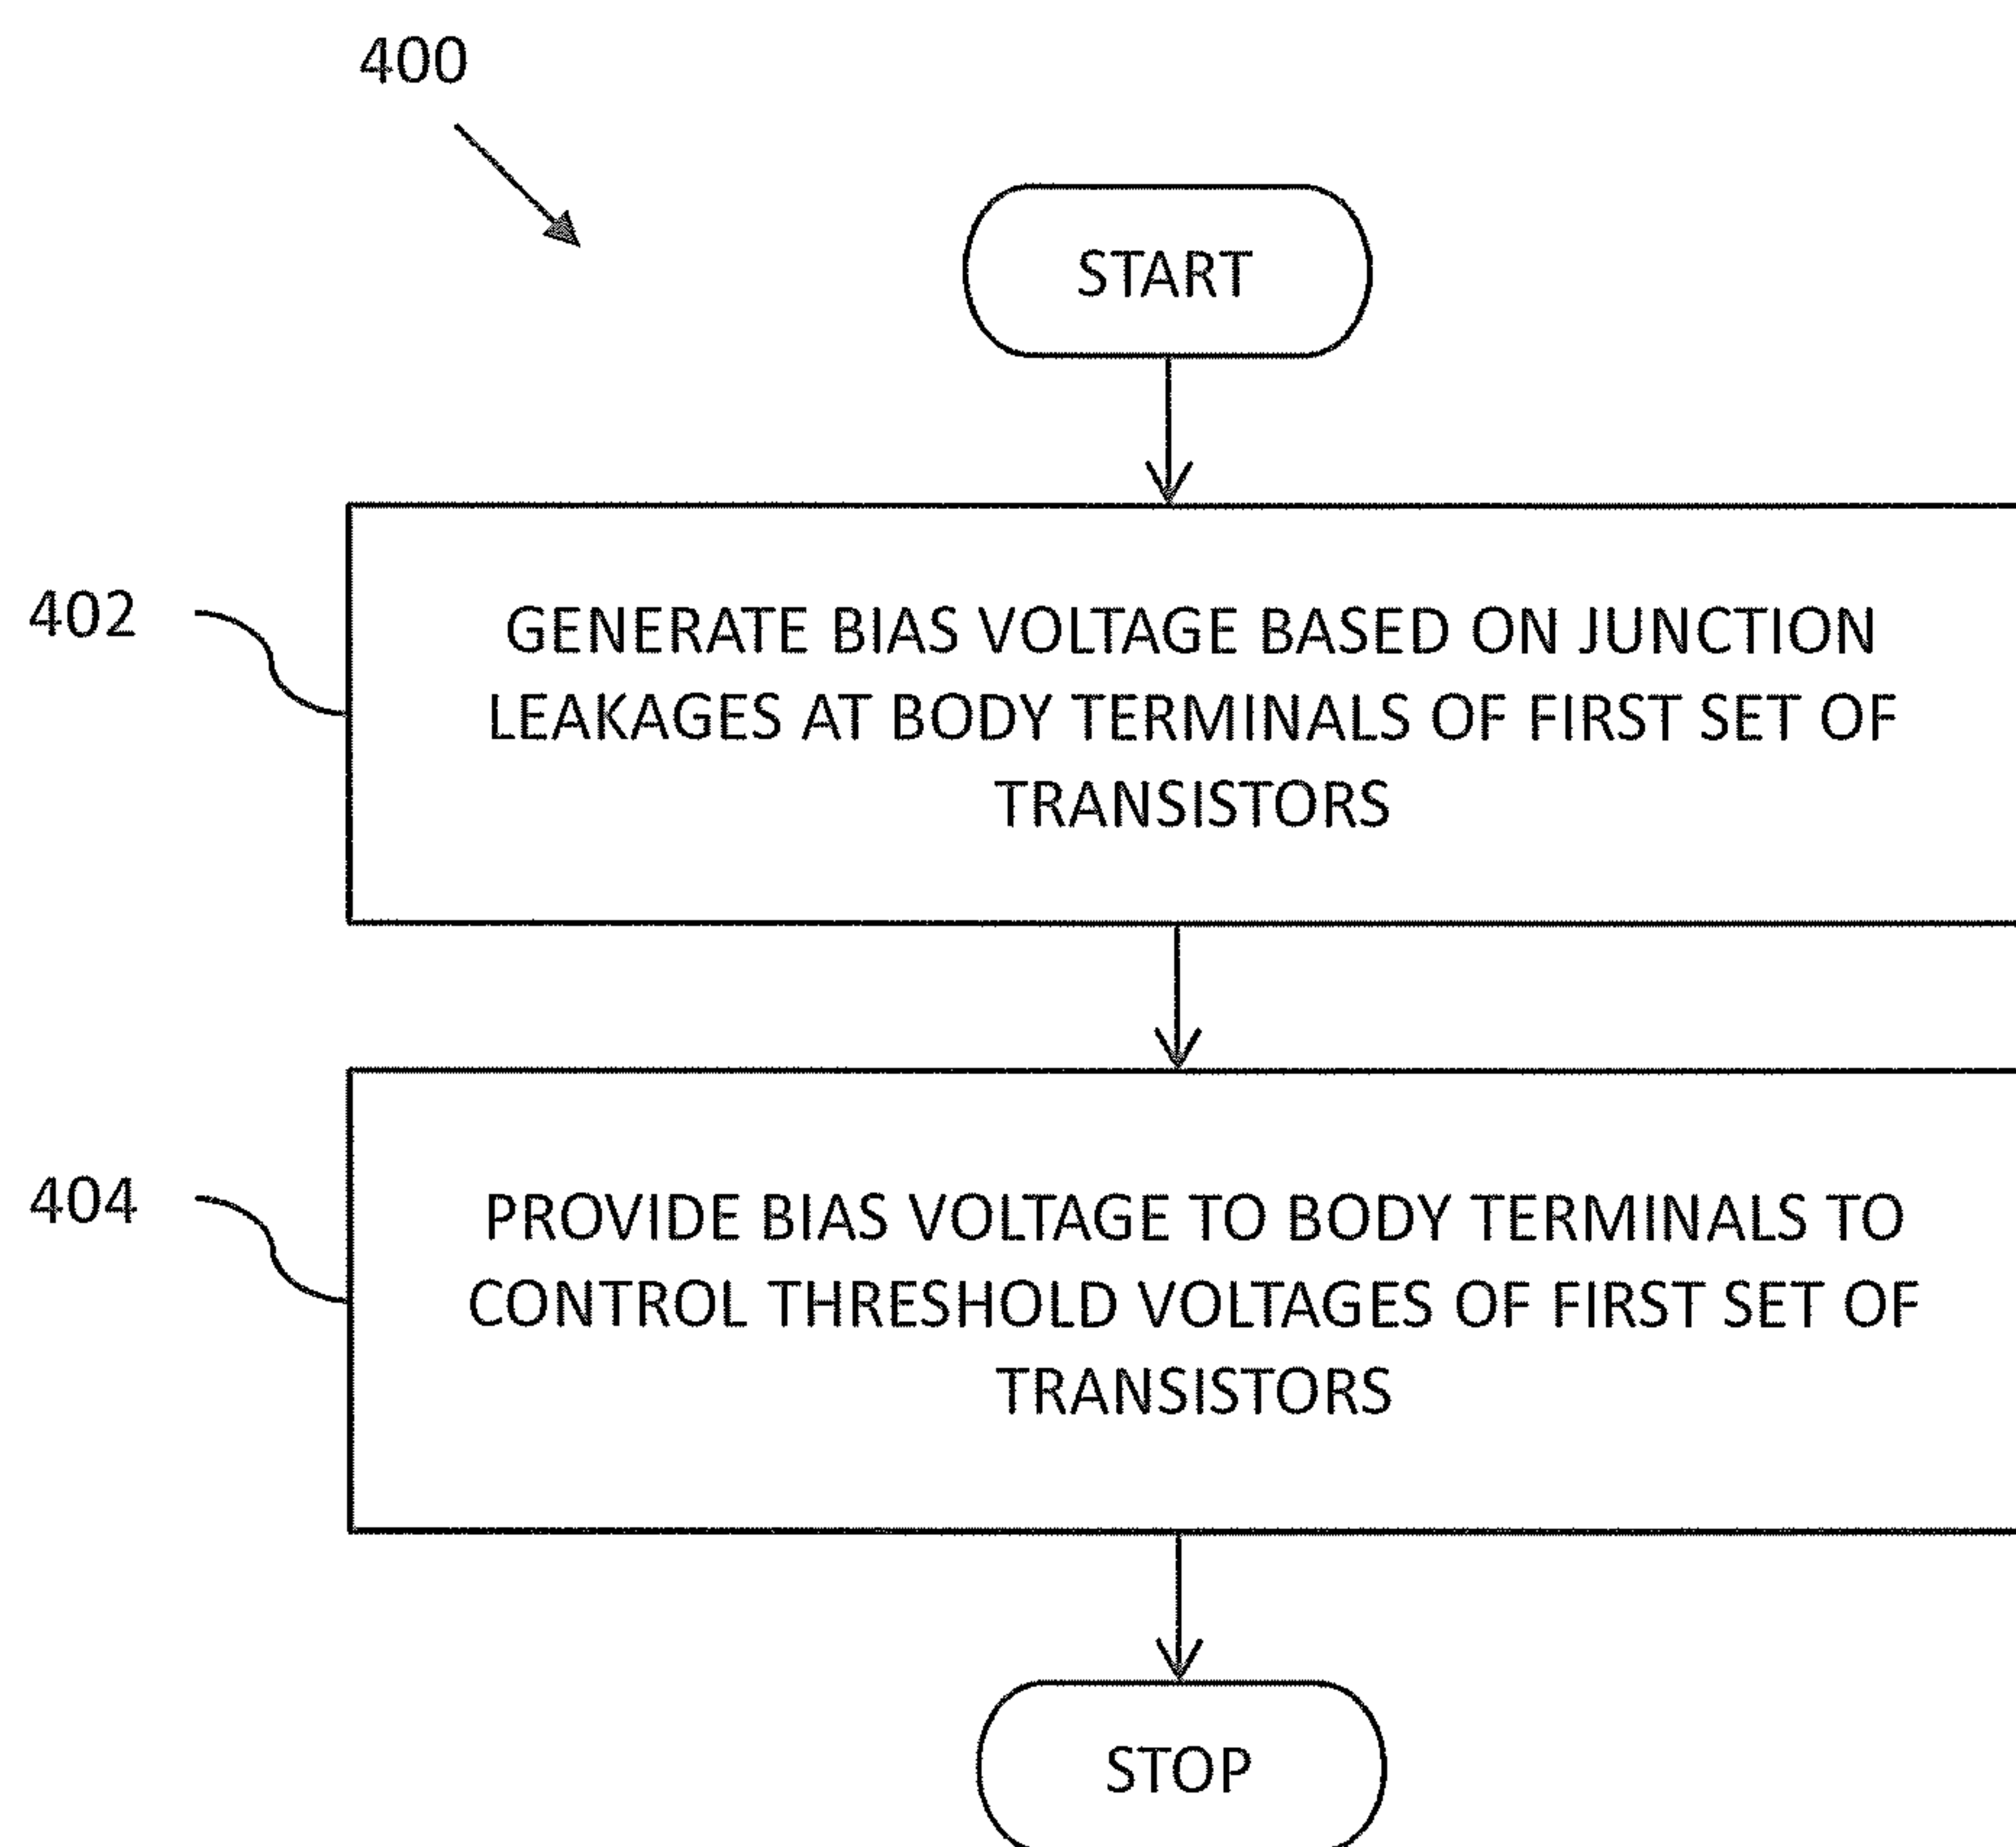 400
START
402
GENERATE BIAS VOLTAGE BASED ON JUNCTION
LEAKAGES AT BODY TERMINALS OF FIRST SET OF
TRANSISTORS
404
PROVIDE BIAS VOLTAGE TO BODY TERMINALS TO
CONTROL THRESHOLD VOLTAGES OF FIRST SET OF
TRANSISTORS
STOP